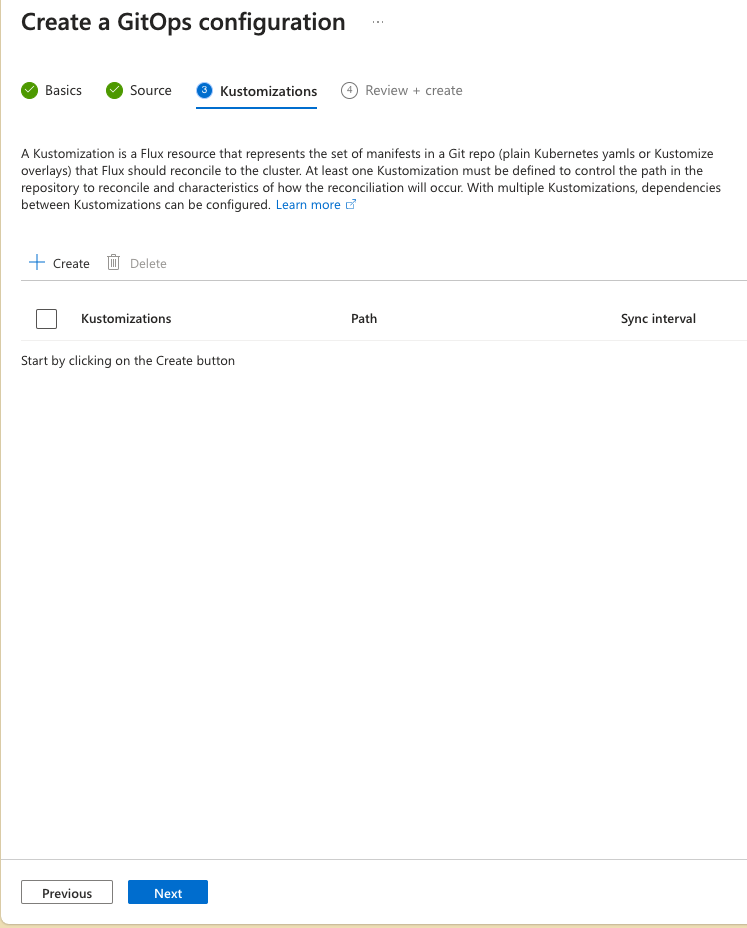 Create a GitOps configuration ...
Basics Source 3 Kustomizations 4 Review + create
A Kustomization is a Flux resource that represents the set of manifests in a Git repo (plain Kubernetes yamls or Kustomize
overlays) that Flux should reconcile to the cluster. At least one Kustomization must be defined to control the path in the
repository to reconcile and characteristics of how the reconciliation will occur. With multiple Kustomizations, dependencies
between Kustomizations can be configured. Learn more
Create Delete
Kustomizations Path Sync interval
Start by clicking on the Create button
Previous Next